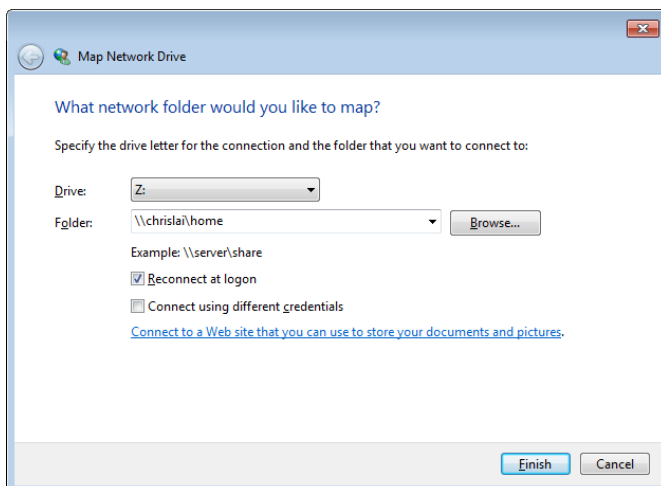 Map Network Drive
What network folder would you like to map?
Specify the drive letter for the connection and the folder that you want to connect to:
Drive: Z:
Folder: \\chrislai\home Browse...
Example: \\server\share
Reconnect at logon
Connect using different credentials
Connect to a Web site that you can use to store your documents and pictures.
Finish Cancel